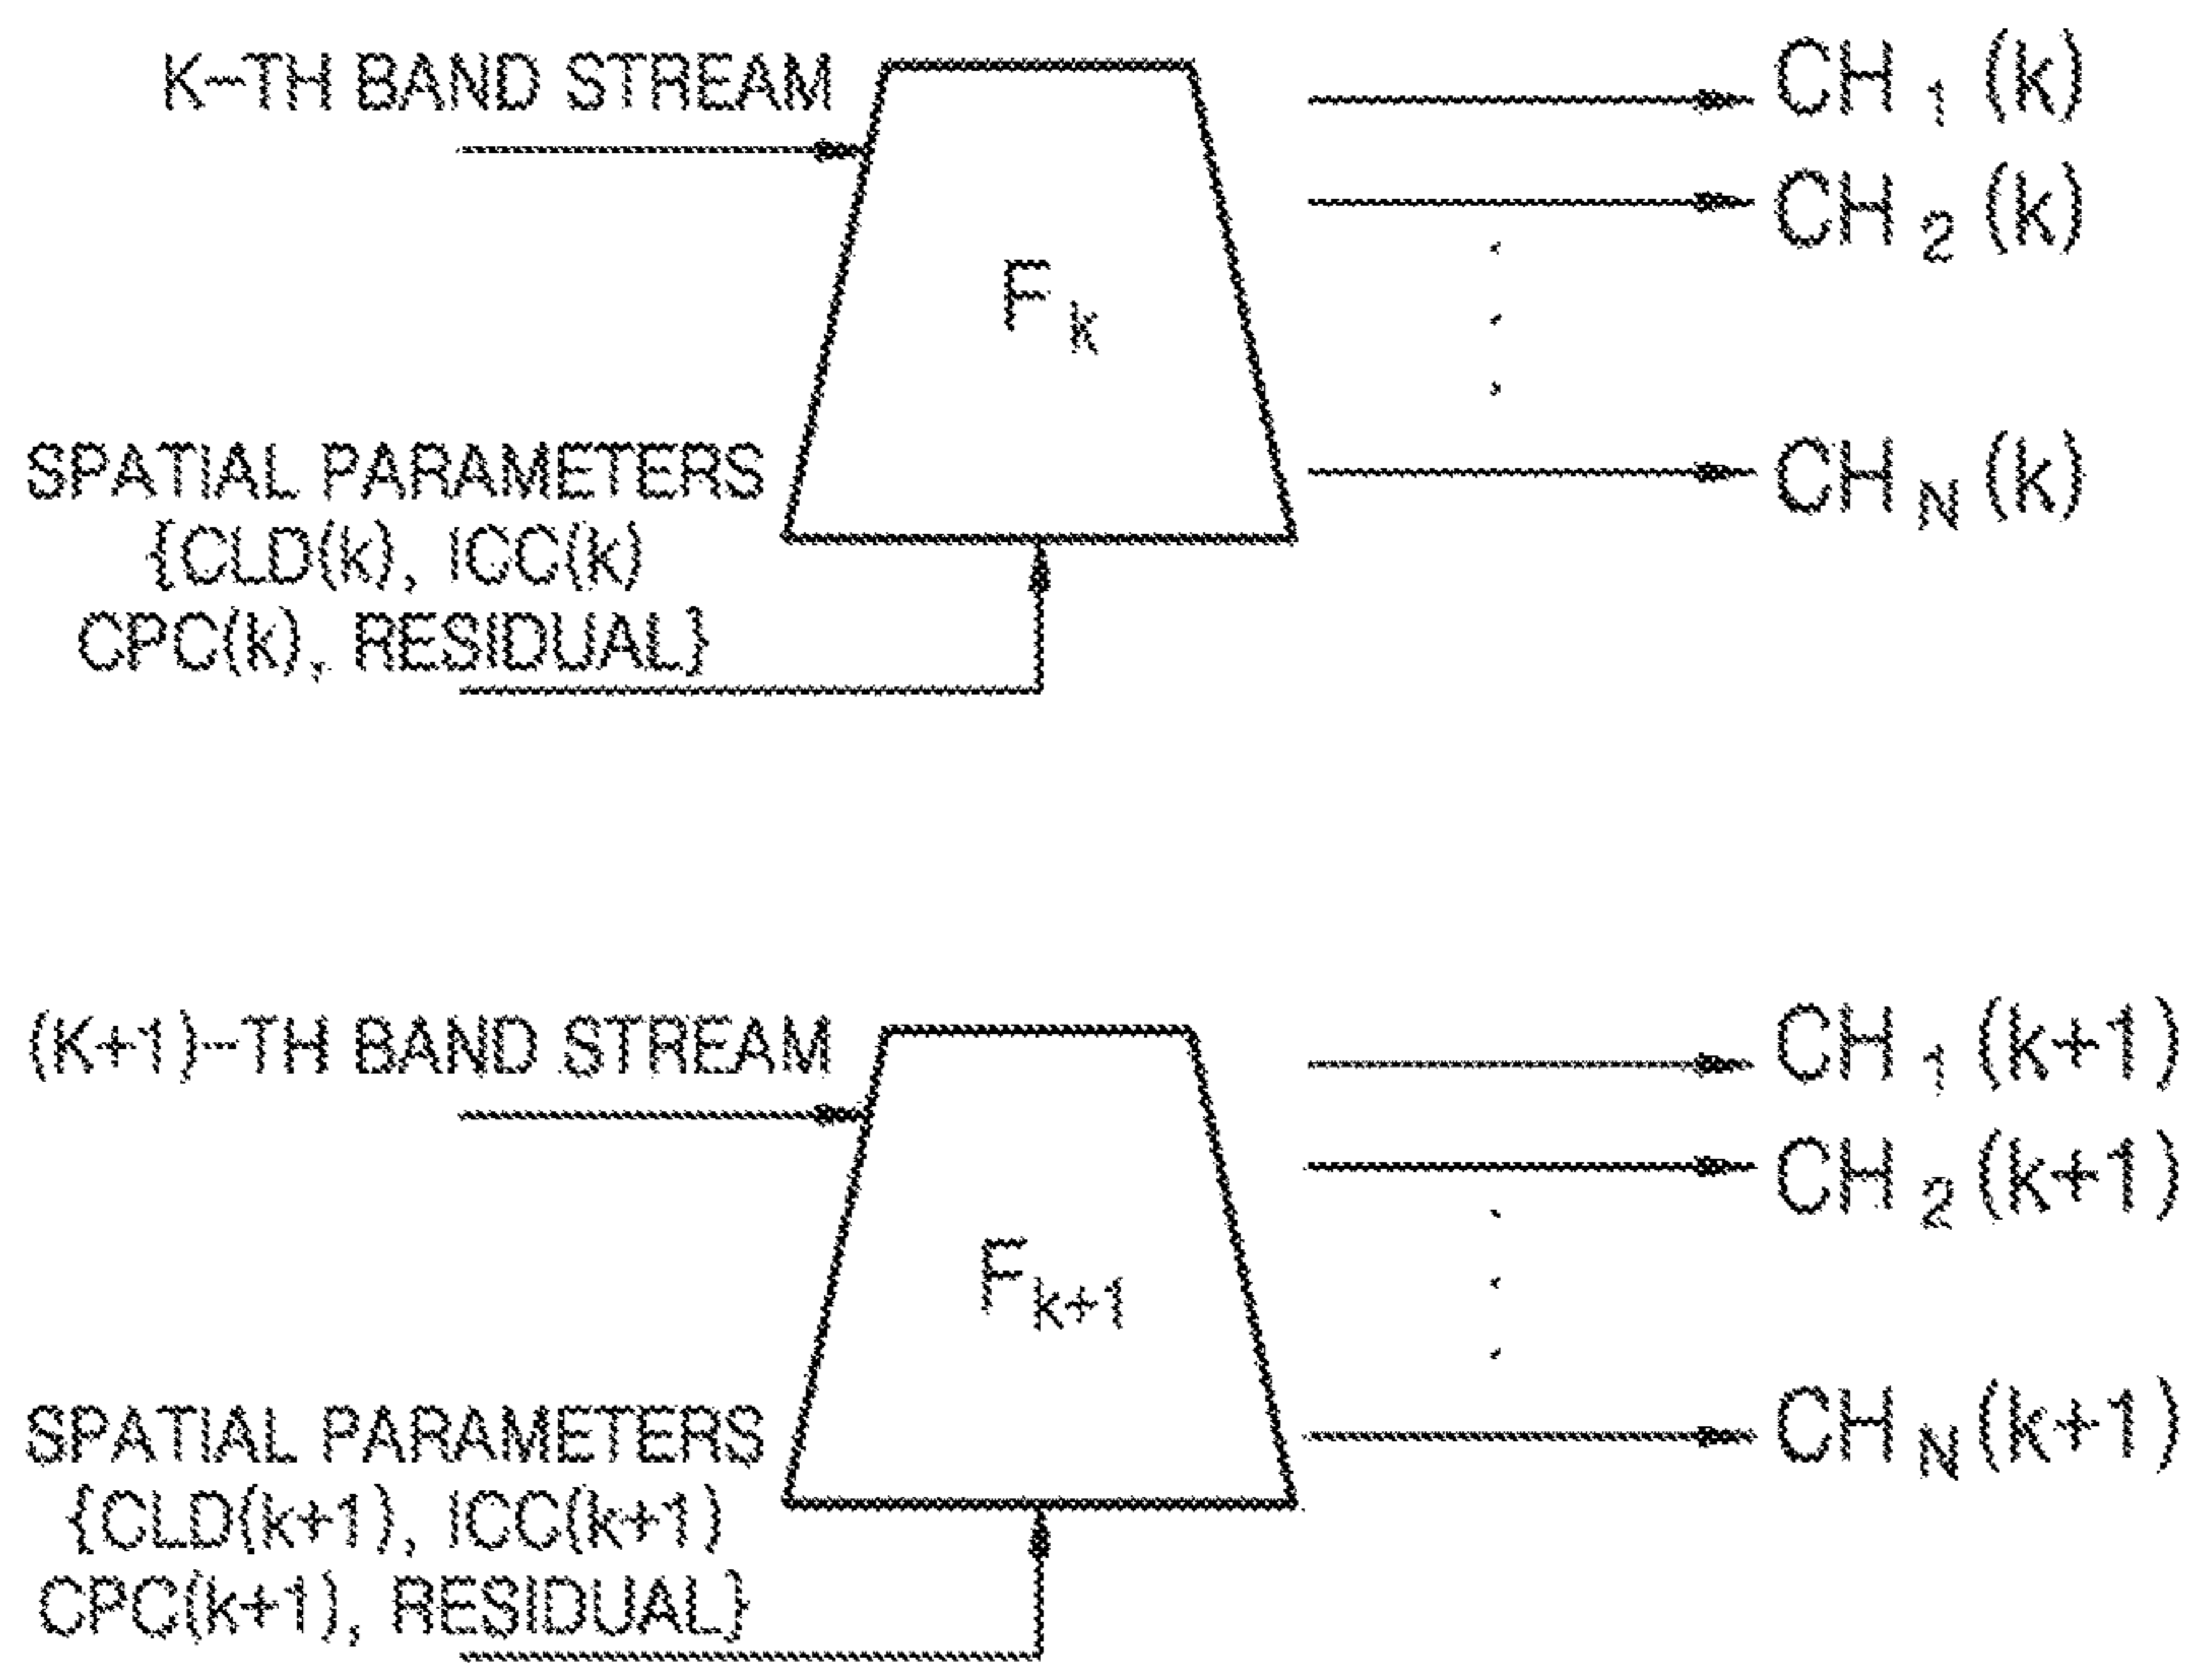 K-TH BAND STREAM
CH 1 (k)
CH 2 (k)
F k
SPATIAL PARAMETERS
{CLD(k), ICC(k)
CPC(k), RESIDUAL}
CH N (k)
(K+1)-TH BAND STREAM
CH 1 (k+1)
CH 2 (k+1)
F k+1
SPATIAL PARAMETERS
{CLD(k+1), ICC(k+1)
CPC(k+1), RESIDUAL}
CH N (k+1)